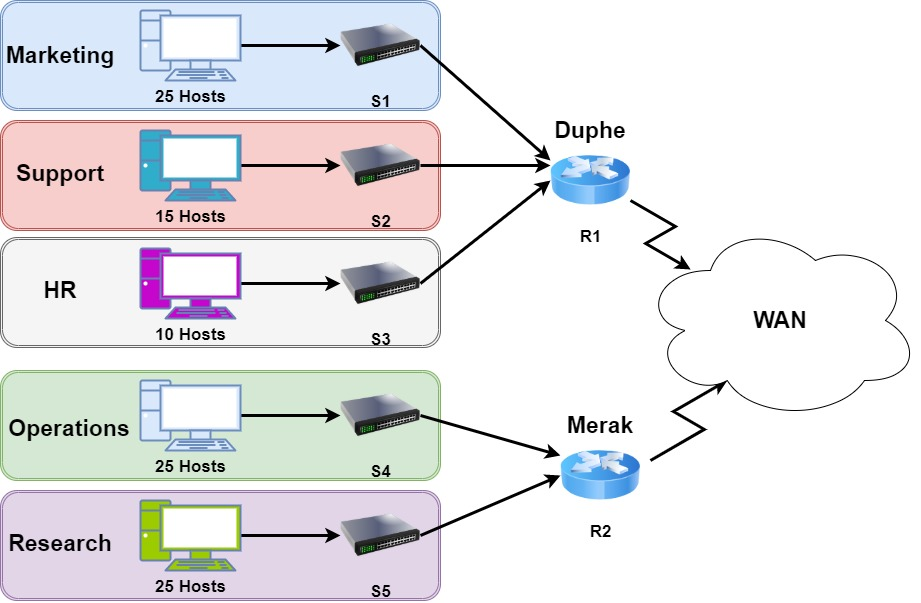 Marketing
25 Hosts
S1
Support
15 Hosts
S2
HR
10 Hosts
S3
Operations
25 Hosts
S4
Research
25 Hosts
S5
Duphe
R1
Merak
R2
WAN